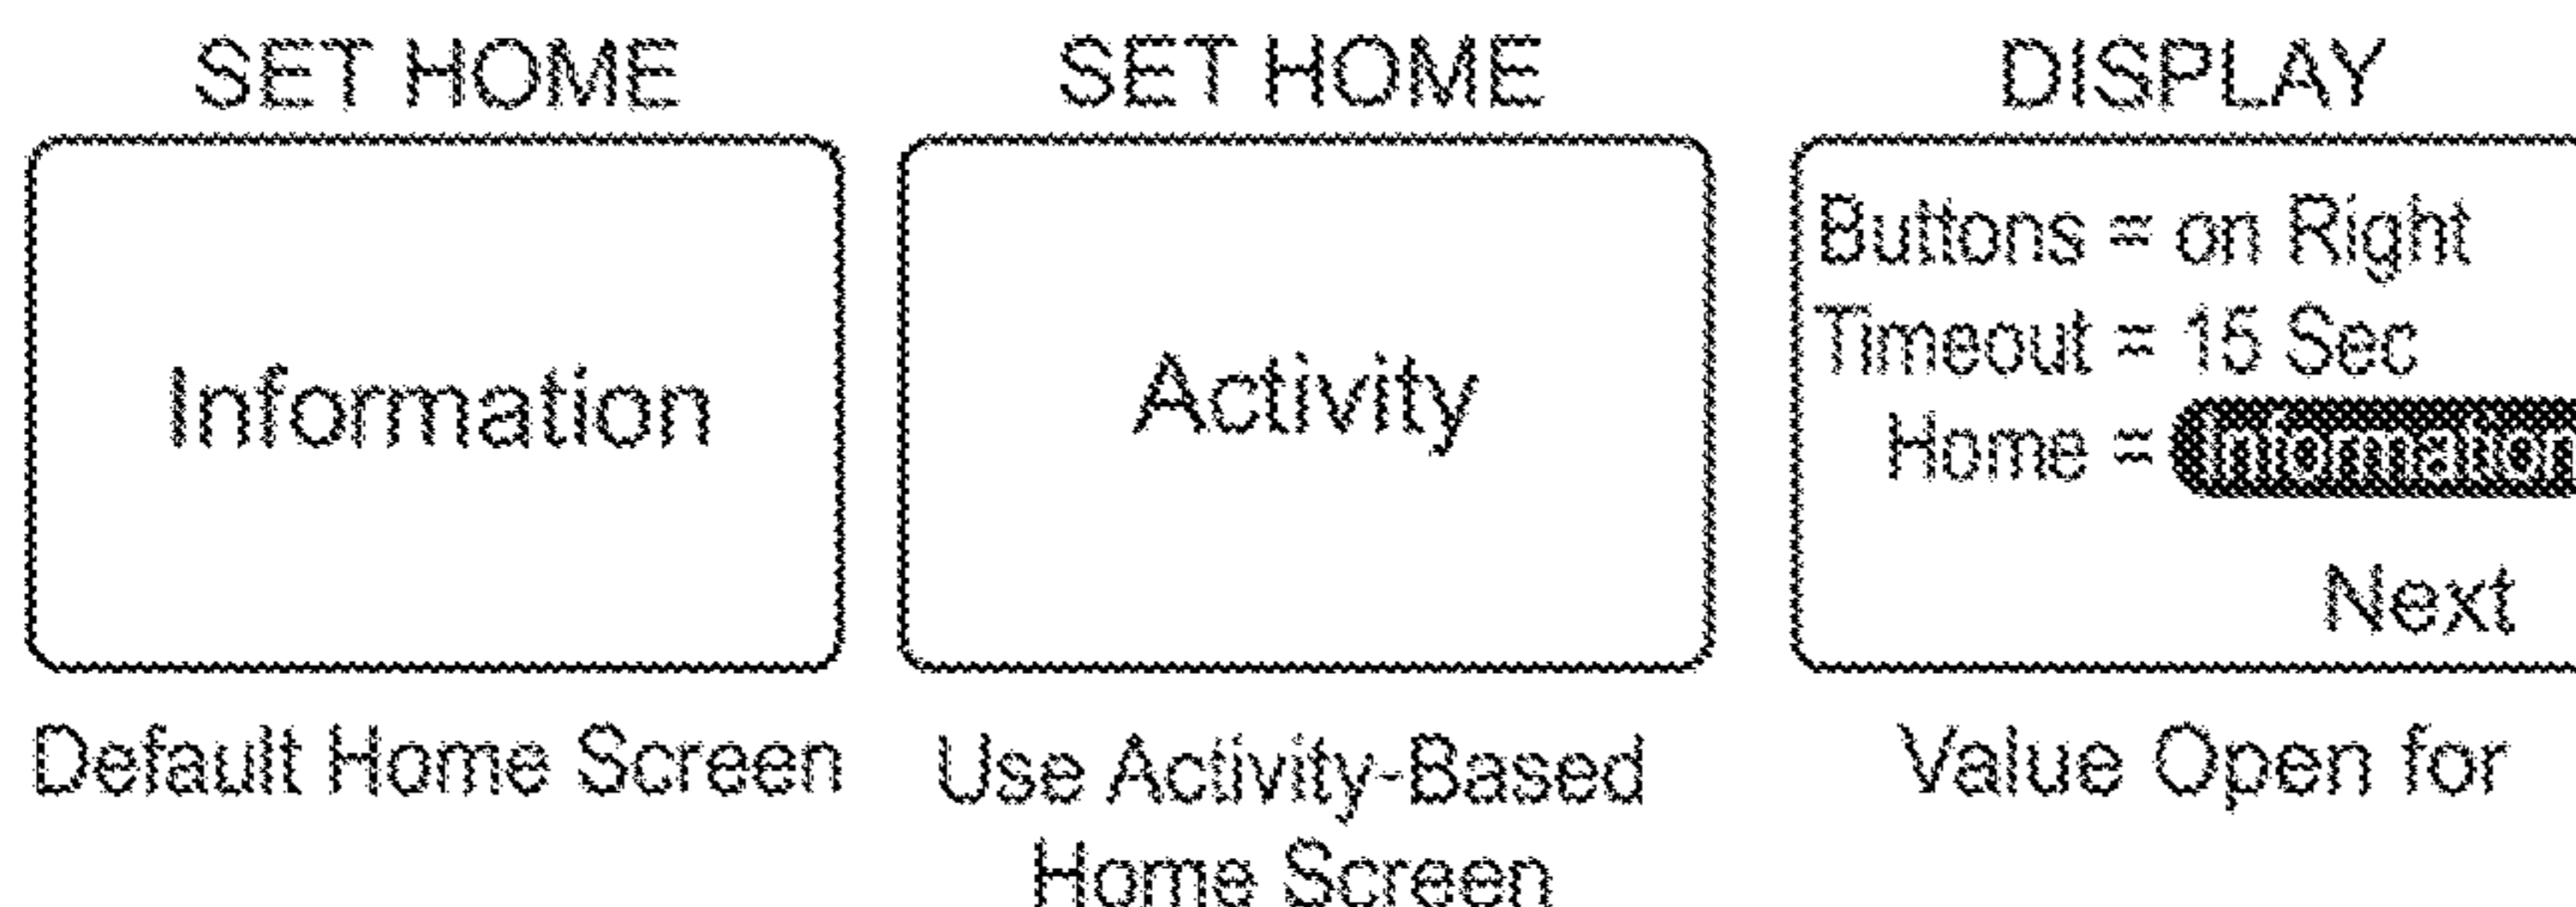 SET HOME
Information
Default Home Screen
SET HOME
Activity
Use Activity-Based
Home Screen
DISPLAY
Buttons = on Right
Timeout = 15 Sec
Home = Information
Next
Value Open for